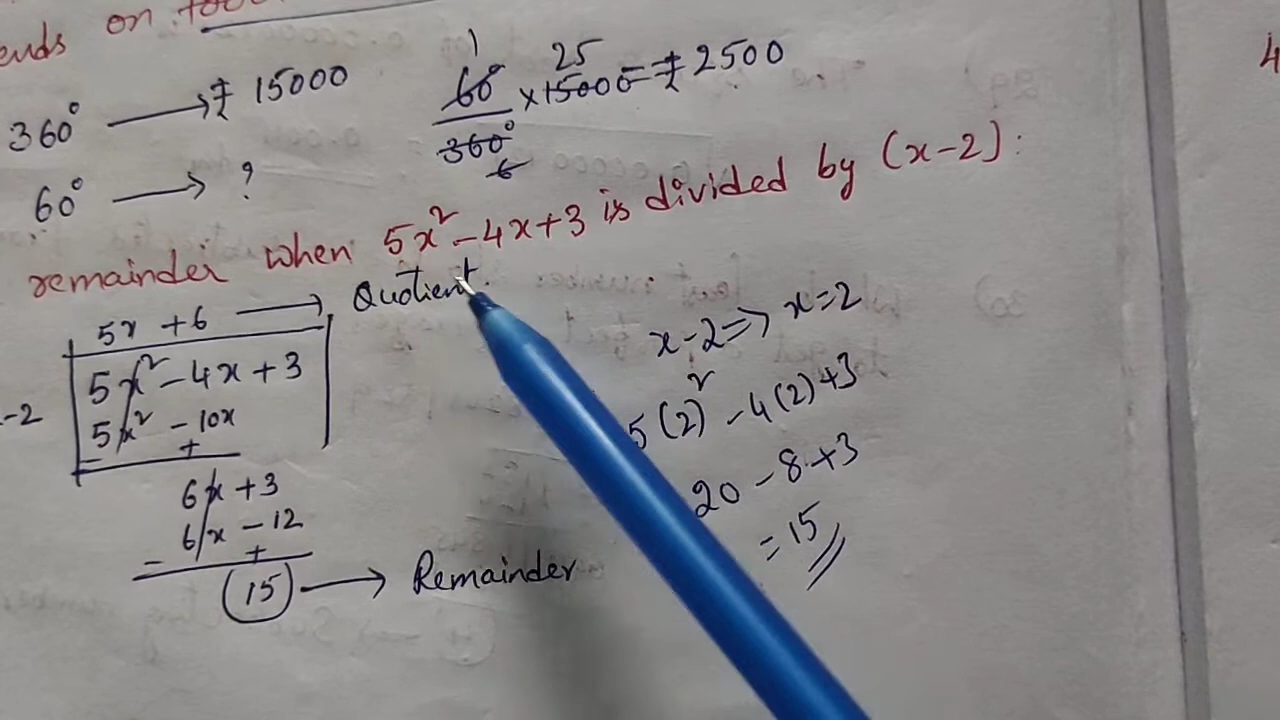 ends on
360° → ₹ 15000
60° → ?
1 25
60°/360° × 15000 = ₹ 2500
6
remainder when 5x² - 4x + 3 is divided by (x-2):
5x + 6 → Quotient
-2 5x² - 4x + 3
5x² - 10x
- +
6x + 3
6x - 12
- +
15 → Remainder
x-2 => x=2
5(2)² - 4(2) + 3
20 - 8 + 3
= 15
4